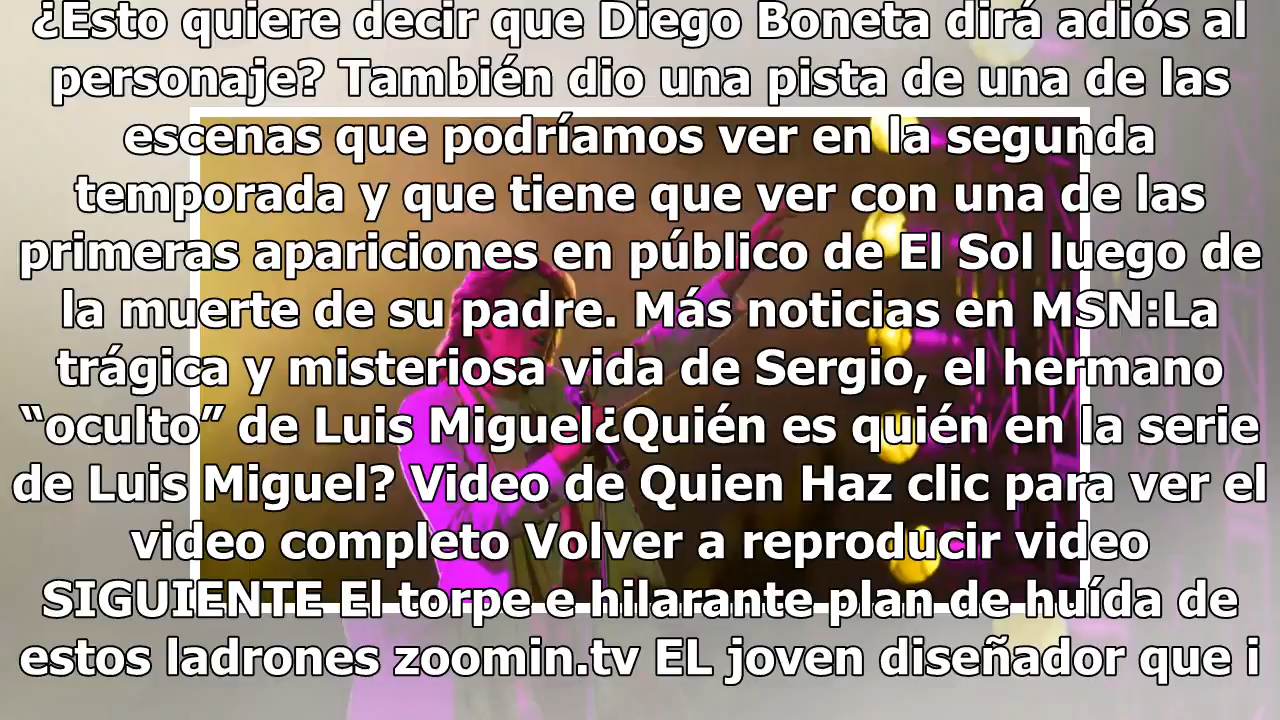 ¿Esto quiere decir que Diego Boneta dirá adiós al
personaje? También dio una pista de una de las
escenas que podríamos ver en la segunda
temporada y que tiene que ver con una de las
primeras apariciones en público de El Sol luego de
la muerte de su padre. Más noticias en MSN:La
trágica y misteriosa vida de Sergio, el hermano
“oculto” de Luis Miguel¿Quién es quién en la serie
de Luis Miguel? Video de Quien Haz clic para ver el
video completo Volver a reproducir video
SIGUIENTE El torpe e hilarante plan de huída de
estos ladrones zoomin.tv EL joven diseñador que i